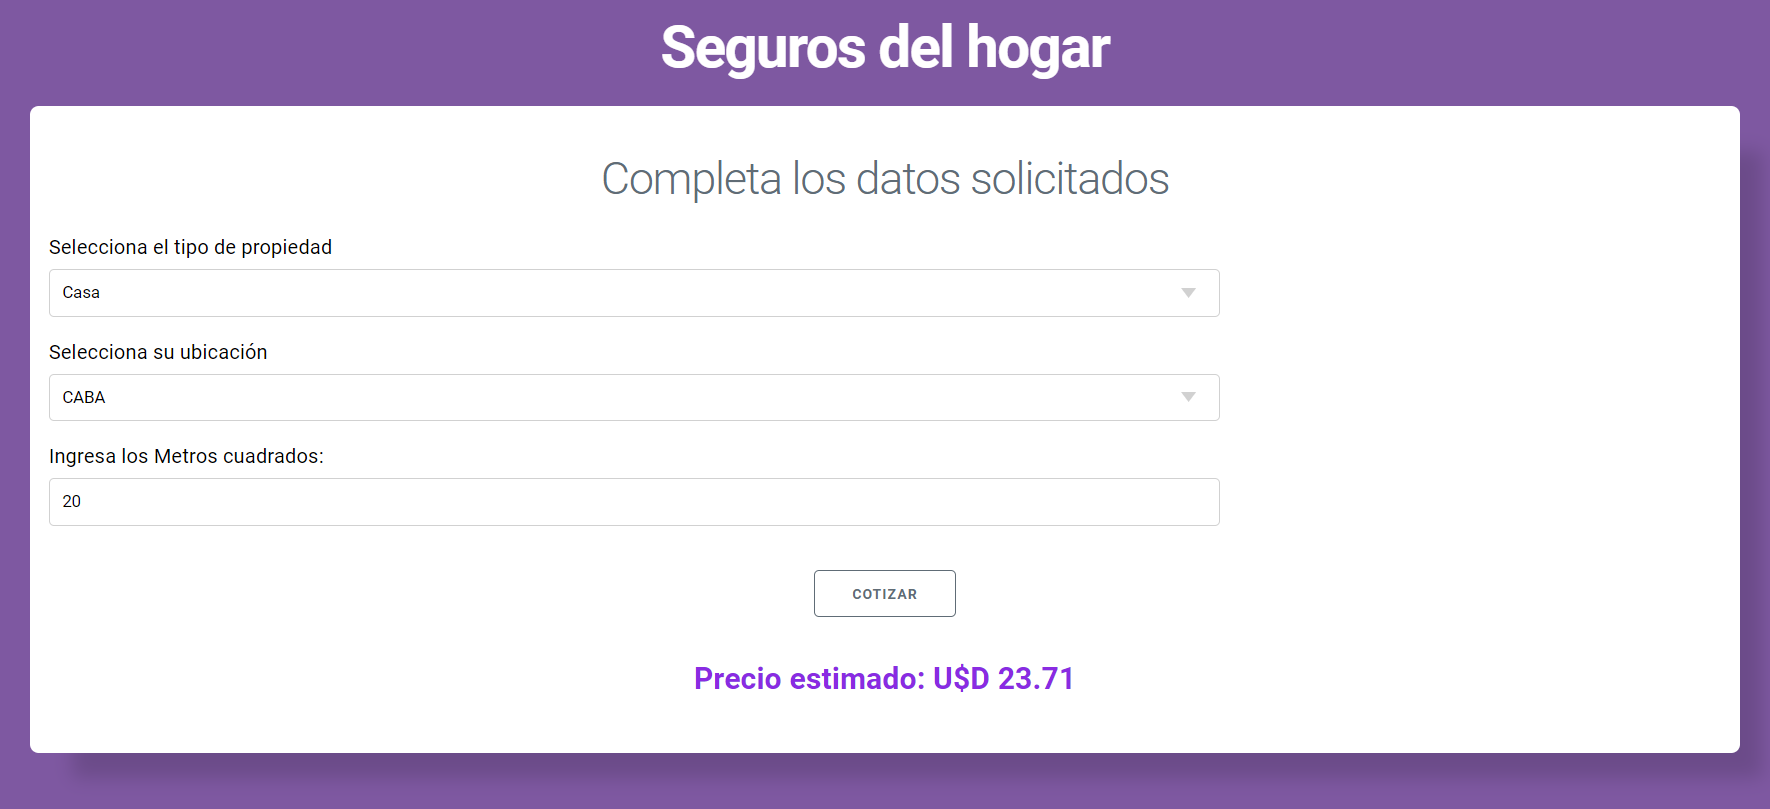 Seguros del hogar
Completa los datos solicitados
Selecciona el tipo de propiedad
Casa
Selecciona su ubicación
CABA
Ingresa los Metros cuadrados:
20
COTIZAR
Precio estimado: U$D 23.71